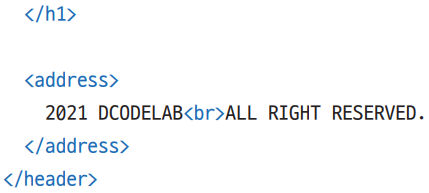 </h1>
<address>
2021 DCODELAB<br>ALL RIGHT RESERVED.
</address>
</header>